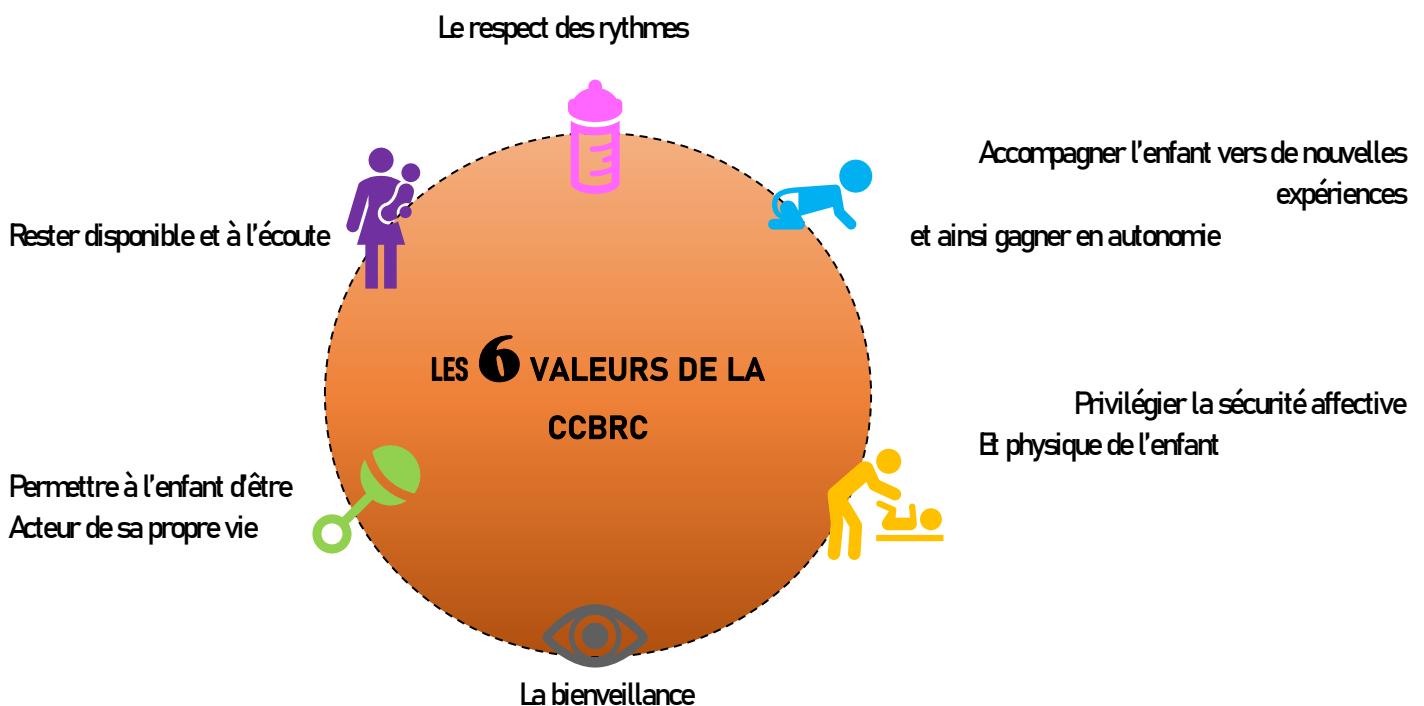 Le respect des rythmes
Accompagner l'enfant vers de nouvelles
expériences
et ainsi gagner en autonomie
Rester disponible et à l'écoute
LES 6 VALEURS DE LA
CCBRC
Privilégier la sécurité affective
Et physique de l'enfant
Permettre à l'enfant d'être
Acteur de sa propre vie
La bienveillance